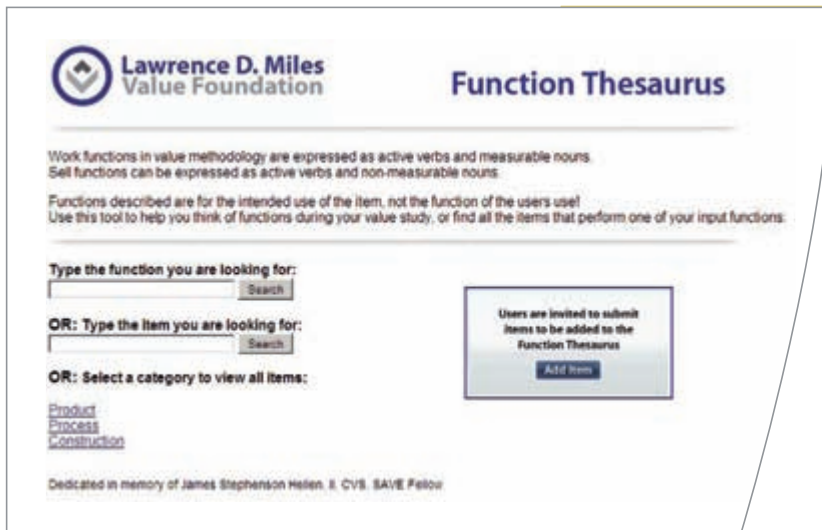 Lawrence D. Miles
Value Foundation
Function Thesaurus
Work functions in value methodology are expressed as active verbs and measurable nouns.
Sell functions can be expressed as active verbs and non-measurable nouns.
Functions described are for the intended use of the item, not the function of the users use!
Use this tool to help you think of functions during your value study, or find all the items that perform one of your input functions.
Type the function you are looking for:
Search
OR: Type the item you are looking for:
Search
OR: Select a category to view all items:
Product
Process
Construction
Users are invited to submit
items to be added to the
Function Thesaurus
Add Item
Dedicated in memory of James Stephenson II, CVS, SAVE Fellow